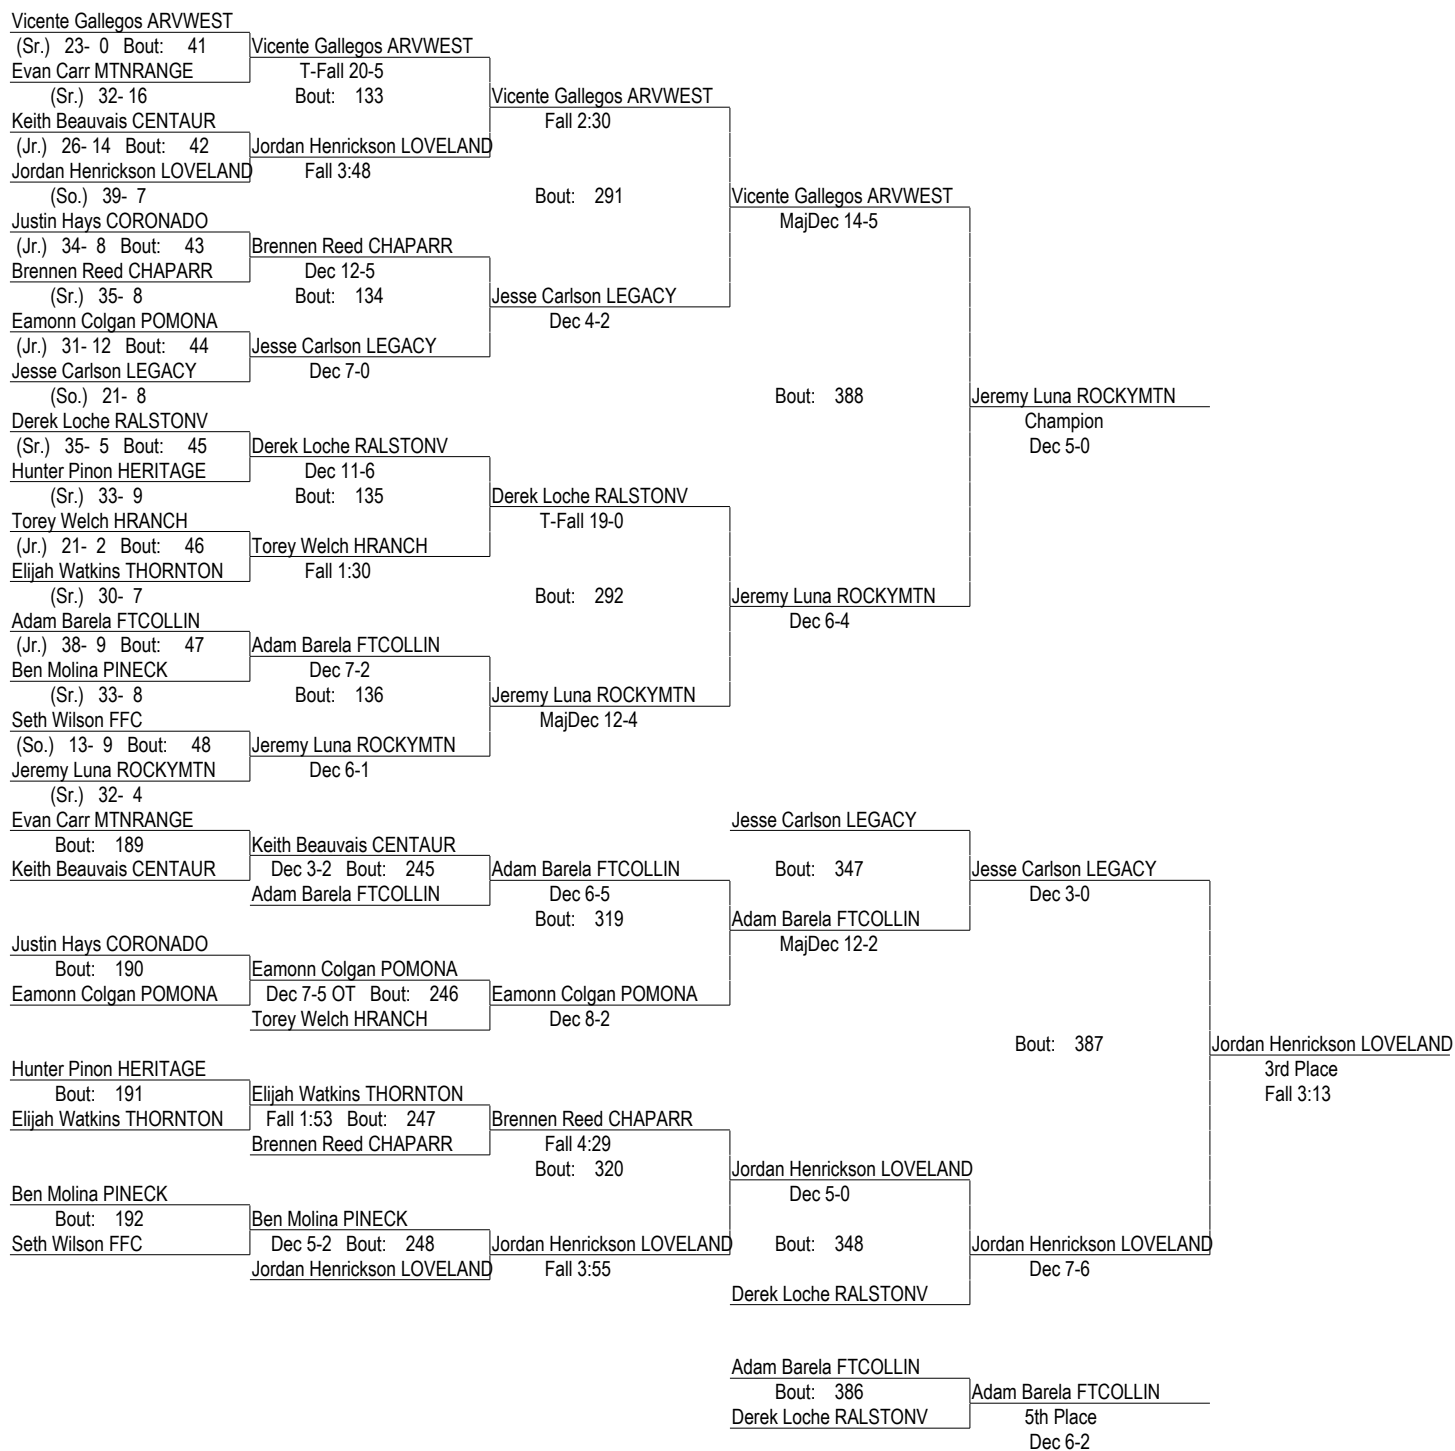 Vicente Gallegos ARVWEST
(Sr.) 23- 0 Bout: 41 Vicente Gallegos ARVWEST
Evan Carr MTNRANGE T-Fall 20-5
(Sr.) 32- 16 Bout: 133 Vicente Gallegos ARVWEST
Keith Beauvais CENTAUR Fall 2:30
(Jr.) 26- 14 Bout: 42 Jordan Henrickson LOVELAND
Jordan Henrickson LOVELAND Fall 3:48
(So.) 39- 7 Bout: 291 Vicente Gallegos ARVWEST
Justin Hays CORONADO MajDec 14-5
(Jr.) 34- 8 Bout: 43 Brennen Reed CHAPARR
Brennen Reed CHAPARR Dec 12-5
(Sr.) 35- 8 Bout: 134 Jesse Carlson LEGACY
Eamonn Colgan POMONA Dec 4-2
(Jr.) 31- 12 Bout: 44 Jesse Carlson LEGACY
Jesse Carlson LEGACY Dec 7-0
(So.) 21- 8 Bout: 388 Jeremy Luna ROCKYMTN
Derek Loche RALSTONV Champion
(Sr.) 35- 5 Bout: 45 Derek Loche RALSTONV Dec 5-0
Hunter Pinon HERITAGE Dec 11-6
(Sr.) 33- 9 Bout: 135 Derek Loche RALSTONV
Torey Welch HRANCH T-Fall 19-0
(Jr.) 21- 2 Bout: 46 Torey Welch HRANCH
Elijah Watkins THORNTON Fall 1:30
(Sr.) 30- 7 Bout: 292 Jeremy Luna ROCKYMTN
Adam Barela FTCOLLIN Dec 6-4
(Jr.) 38- 9 Bout: 47 Adam Barela FTCOLLIN
Ben Molina PINECK Dec 7-2
(Sr.) 33- 8 Bout: 136 Jeremy Luna ROCKYMTN
Seth Wilson FFC MajDec 12-4
(So.) 13- 9 Bout: 48 Jeremy Luna ROCKYMTN
Jeremy Luna ROCKYMTN Dec 6-1
(Sr.) 32- 4
Evan Carr MTNRANGE Jesse Carlson LEGACY
Bout: 189 Keith Beauvais CENTAUR
Keith Beauvais CENTAUR Dec 3-2 Bout: 245 Adam Barela FTCOLLIN Bout: 347 Jesse Carlson LEGACY
Adam Barela FTCOLLIN Dec 6-5 Dec 3-0
Bout: 319 Adam Barela FTCOLLIN
Justin Hays CORONADO MajDec 12-2
Bout: 190 Eamonn Colgan POMONA
Eamonn Colgan POMONA Dec 7-5 OT Bout: 246 Eamonn Colgan POMONA
Torey Welch HRANCH Dec 8-2
Bout: 387 Jordan Henrickson LOVELAND
Hunter Pinon HERITAGE 3rd Place
Bout: 191 Elijah Watkins THORNTON Fall 3:13
Elijah Watkins THORNTON Fall 1:53 Bout: 247 Brennen Reed CHAPARR
Brennen Reed CHAPARR Fall 4:29
Bout: 320 Jordan Henrickson LOVELAND
Ben Molina PINECK Dec 5-0
Bout: 192 Ben Molina PINECK
Seth Wilson FFC Dec 5-2 Bout: 248 Jordan Henrickson LOVELAND Bout: 348 Jordan Henrickson LOVELAND
Jordan Henrickson LOVELAND Fall 3:55 Dec 7-6
Derek Loche RALSTONV
Adam Barela FTCOLLIN
Bout: 386 Adam Barela FTCOLLIN
Derek Loche RALSTONV 5th Place
Dec 6-2